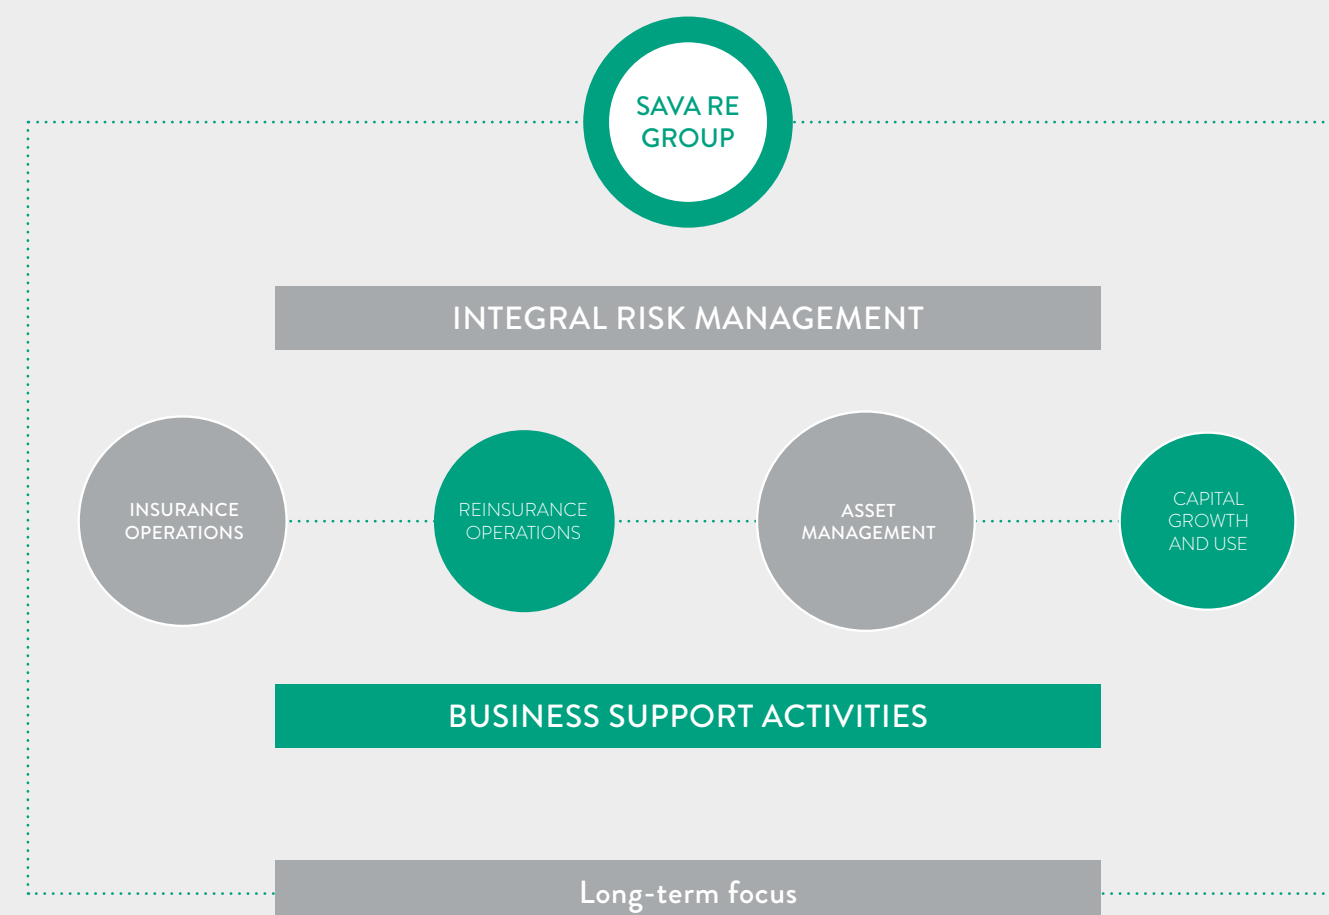 SAVA RE
GROUP
INTEGRAL RISK MANAGEMENT
INSURANCE
OPERATIONS
REINSURANCE
OPERATIONS
ASSET
MANAGEMENT
CAPITAL
GROWTH
AND USE
BUSINESS SUPPORT ACTIVITIES
Long-term focus